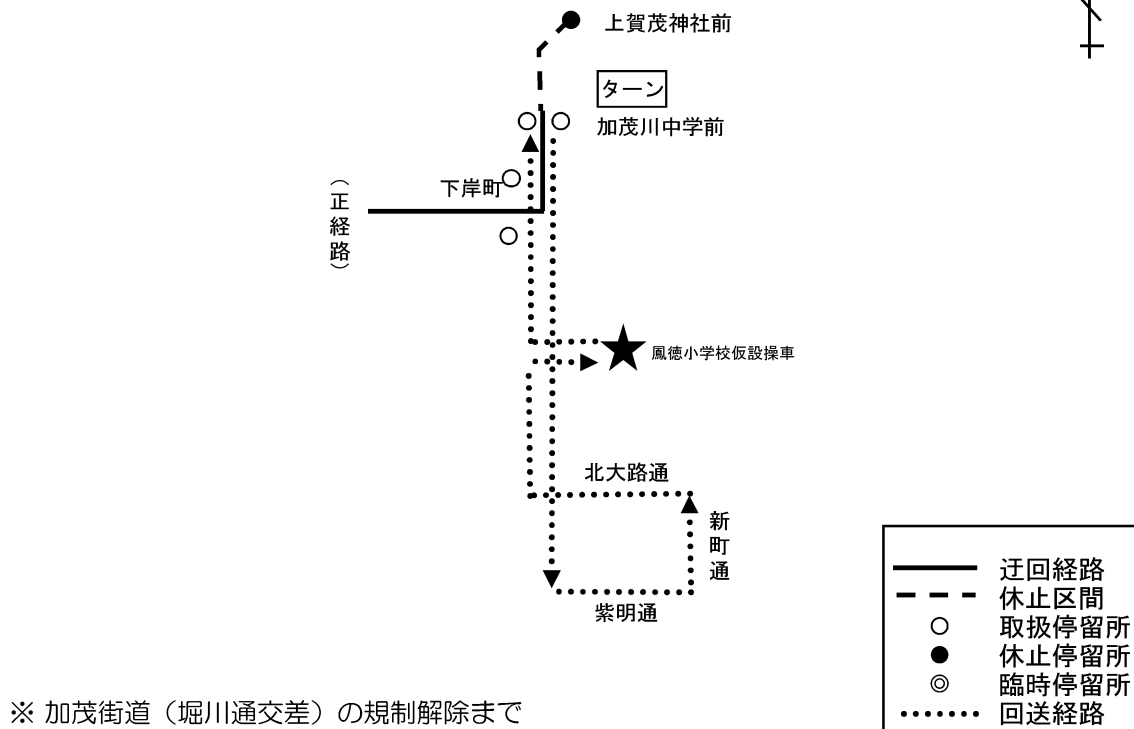 上賀茂神社前
ターン
加茂川中学前
下岸町
（正経路）
鳳徳小学校仮設操車
北大路通
新町通
紫明通
迂回経路
休止区間
取扱停留所
休止停留所
臨時停留所
回送経路
※ 加茂街道（堀川通交差）の規制解除まで